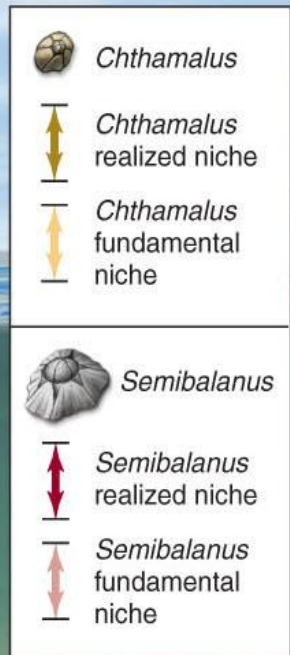 Chthamalus
Chthamalus
realized niche
Chthamalus
fundamental
niche
Semibalanus
Semibalanus
realized niche
Semibalanus
fundamental
niche